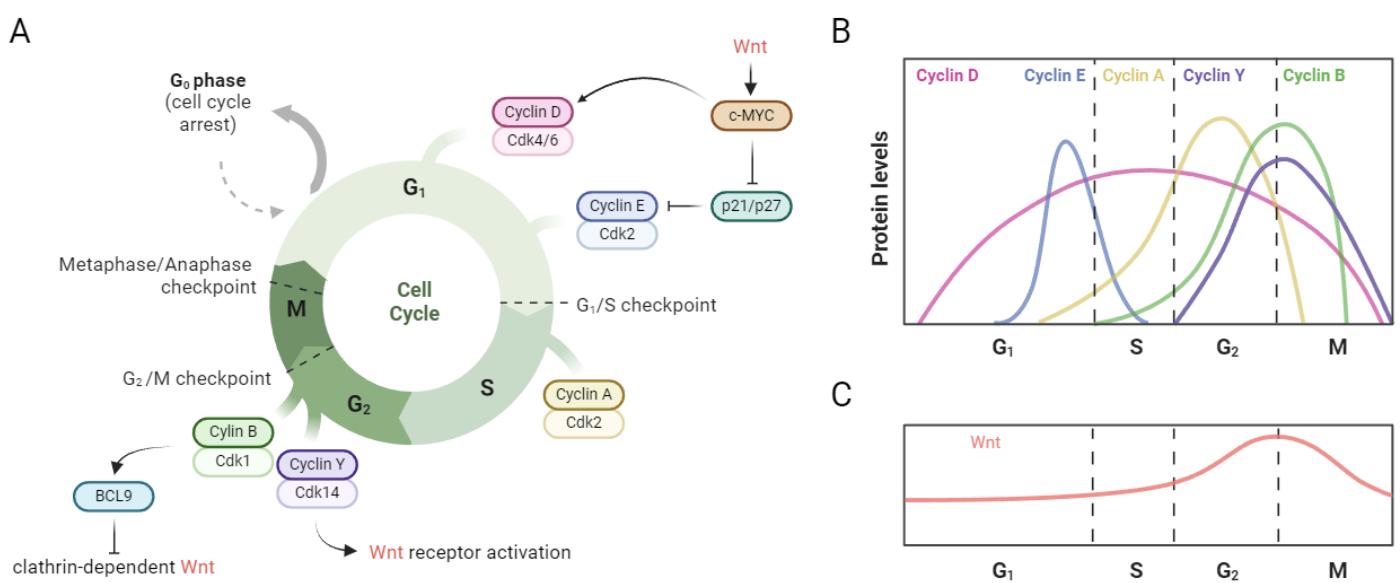 A
G₀ phase
(cell cycle
arrest)
Wnt
c-MYC
Cyclin D
Cdk4/6
G₁
p21/p27
Cyclin E
Cdk2
Metaphase/Anaphase
checkpoint
Cell
Cycle
M
G₁/S checkpoint
G₂/M checkpoint
S
G₂
Cyclin A
Cdk2
Cylin B
Cdk1
Cyclin Y
Cdk14
BCL9
Wnt receptor activation
clathrin-dependent Wnt
B
Cyclin D
Cyclin E
Cyclin A
Cyclin Y
Cyclin B
Protein levels
G₁
S
G₂
M
C
Wnt
G₁
S
G₂
M